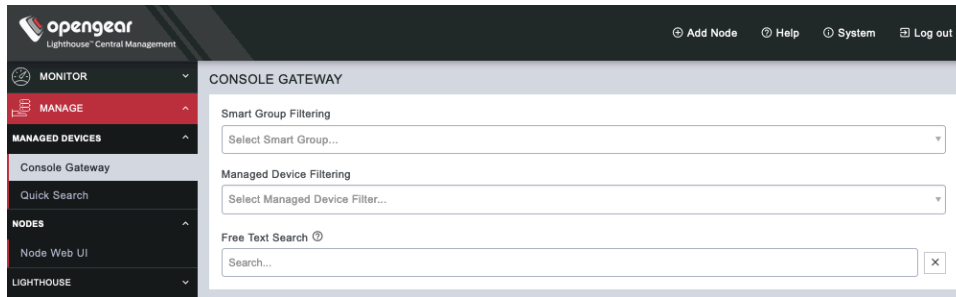 opengear
Lighthouse™ Central Management
Add Node Help System Log out
MONITOR
MANAGE
MANAGED DEVICES
Console Gateway
Quick Search
NODES
Node Web UI
LIGHTHOUSE
CONSOLE GATEWAY
Smart Group Filtering
Select Smart Group...
Managed Device Filtering
Select Managed Device Filter...
Free Text Search
Search...